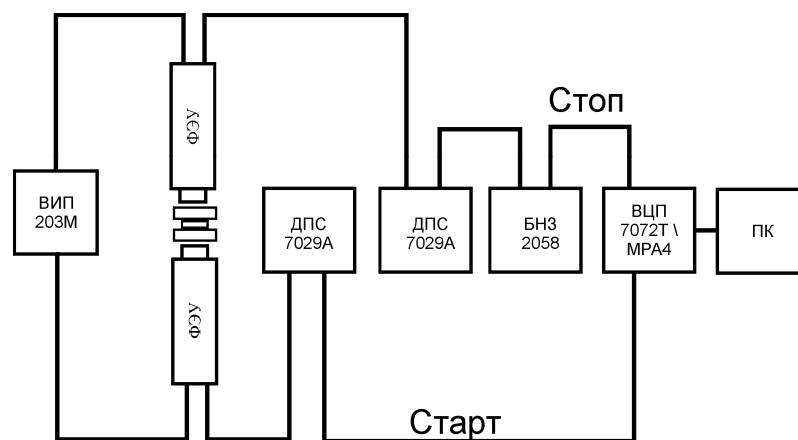 Стоп
ФЭУ
ВИП
203М
ДПС
7029А
ДПС
7029А
БНЗ
2058
ВЦП
7072Т \
МРА4
ПК
ФЭУ
Старт